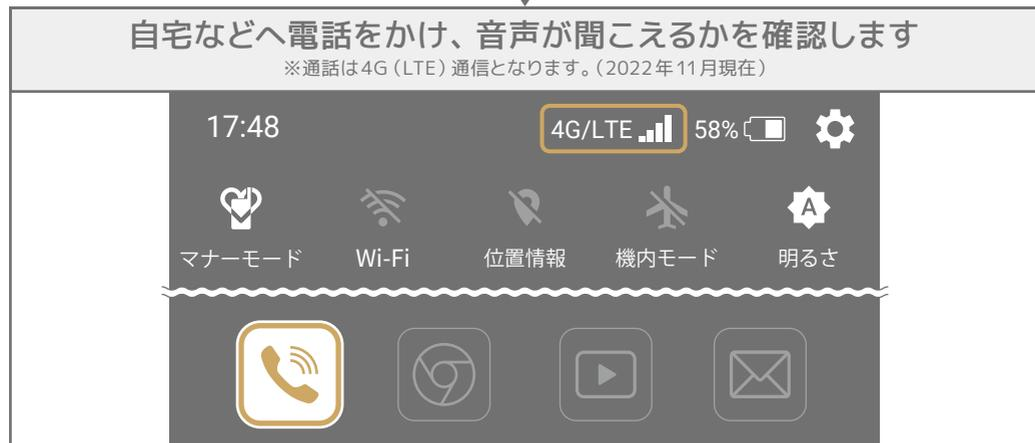 自宅などへ電話をかけ、音声が聞こえるかを確認します
※通話は4G（LTE）通信となります。（2022年11月現在）
17:48 4G/LTE 58%
A
マナーモード Wi-Fi 位置情報 機内モード 明るさ